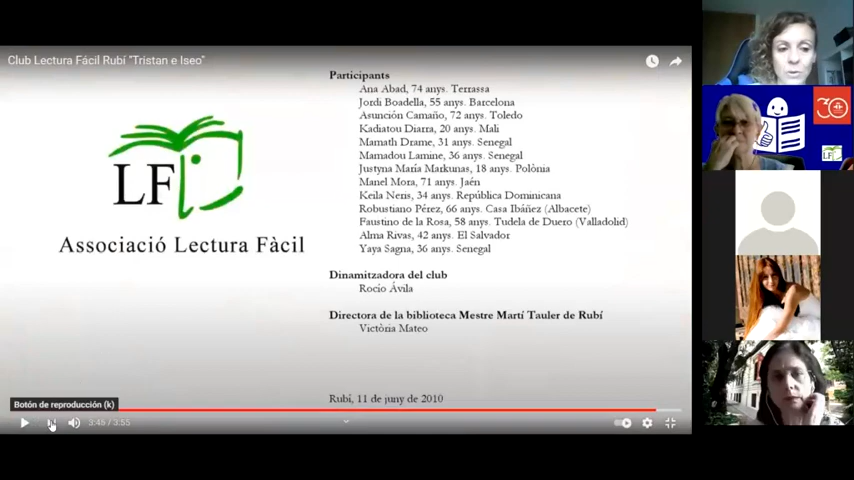 Club Lectura Fácil Rubí "Tristan e Iseo"
LF
Associació Lectura Fàcil
Participants
Ana Abad, 74 anys. Terrassa
Jordi Boadella, 55 anys. Barcelona
Asunción Camaño, 72 anys. Toledo
Kadiatou Diarra, 20 anys. Mali
Mamath Drame, 31 anys. Senegal
Mamadou Lamine, 36 anys. Senegal
Justyna María Markunas, 18 anys. Polònia
Manel Mora, 71 anys. Jaén
Keila Neris, 34 anys. República Dominicana
Robustiano Pérez, 66 anys. Casa Ibáñez (Albacete)
Faustino de la Rosa, 58 anys. Tudela de Duero (Valladolid)
Alma Rivas, 42 anys. El Salvador
Yaya Sagna, 36 anys. Senegal
Dinamitzadora del club
Rocío Ávila
Directora de la biblioteca Mestre Martí Tauler de Rubí
Victòria Mateo
Rubí, 11 de juny de 2010
Botón de reproducción (k)
3:45 / 3:55
30
LF